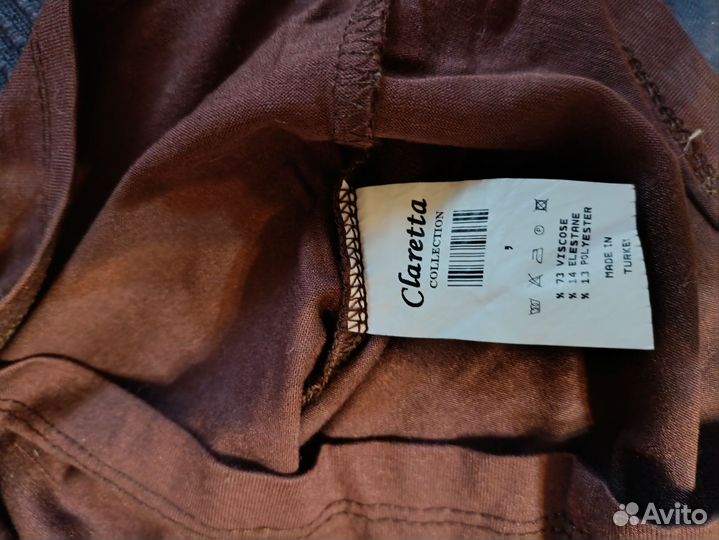 Claretta
COLLECTION
% 73 VISCOSE
% 14 ELESTANE
% 13 POLYESTER
MADE IN
TURKEY
Avito